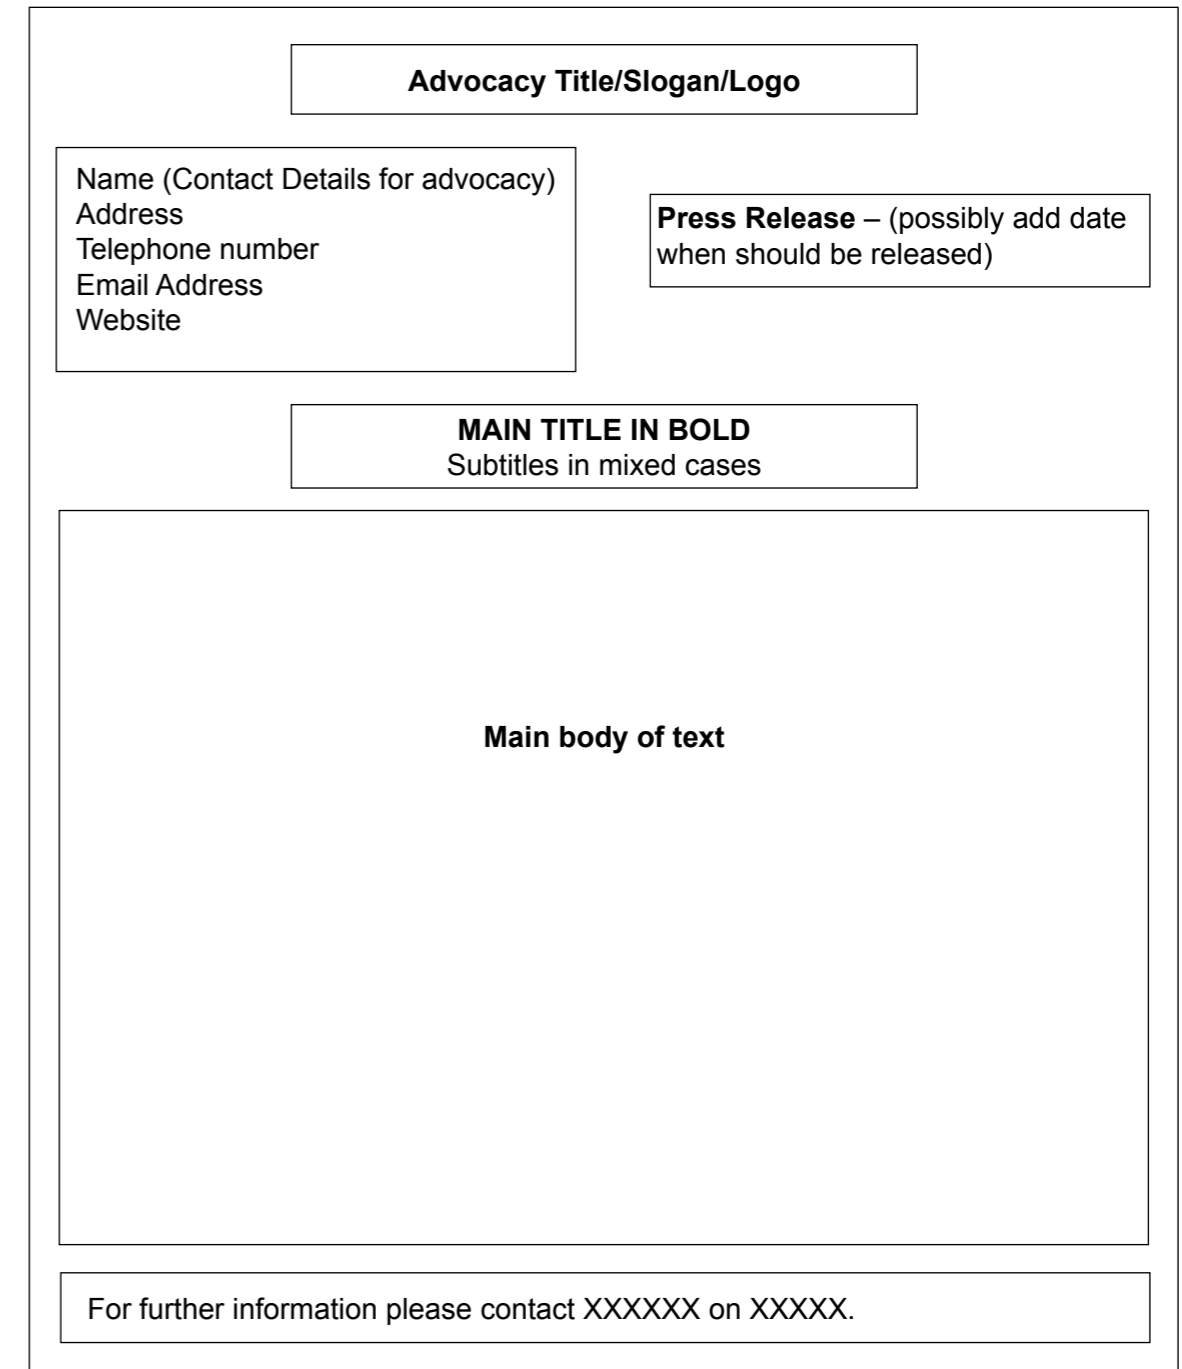 Advocacy Title/Slogan/Logo
Name (Contact Details for advocacy)
Address
Telephone number
Email Address
Website
Press Release – (possibly add date
when should be released)
MAIN TITLE IN BOLD
Subtitles in mixed cases
Main body of text
For further information please contact XXXXXX on XXXXX.